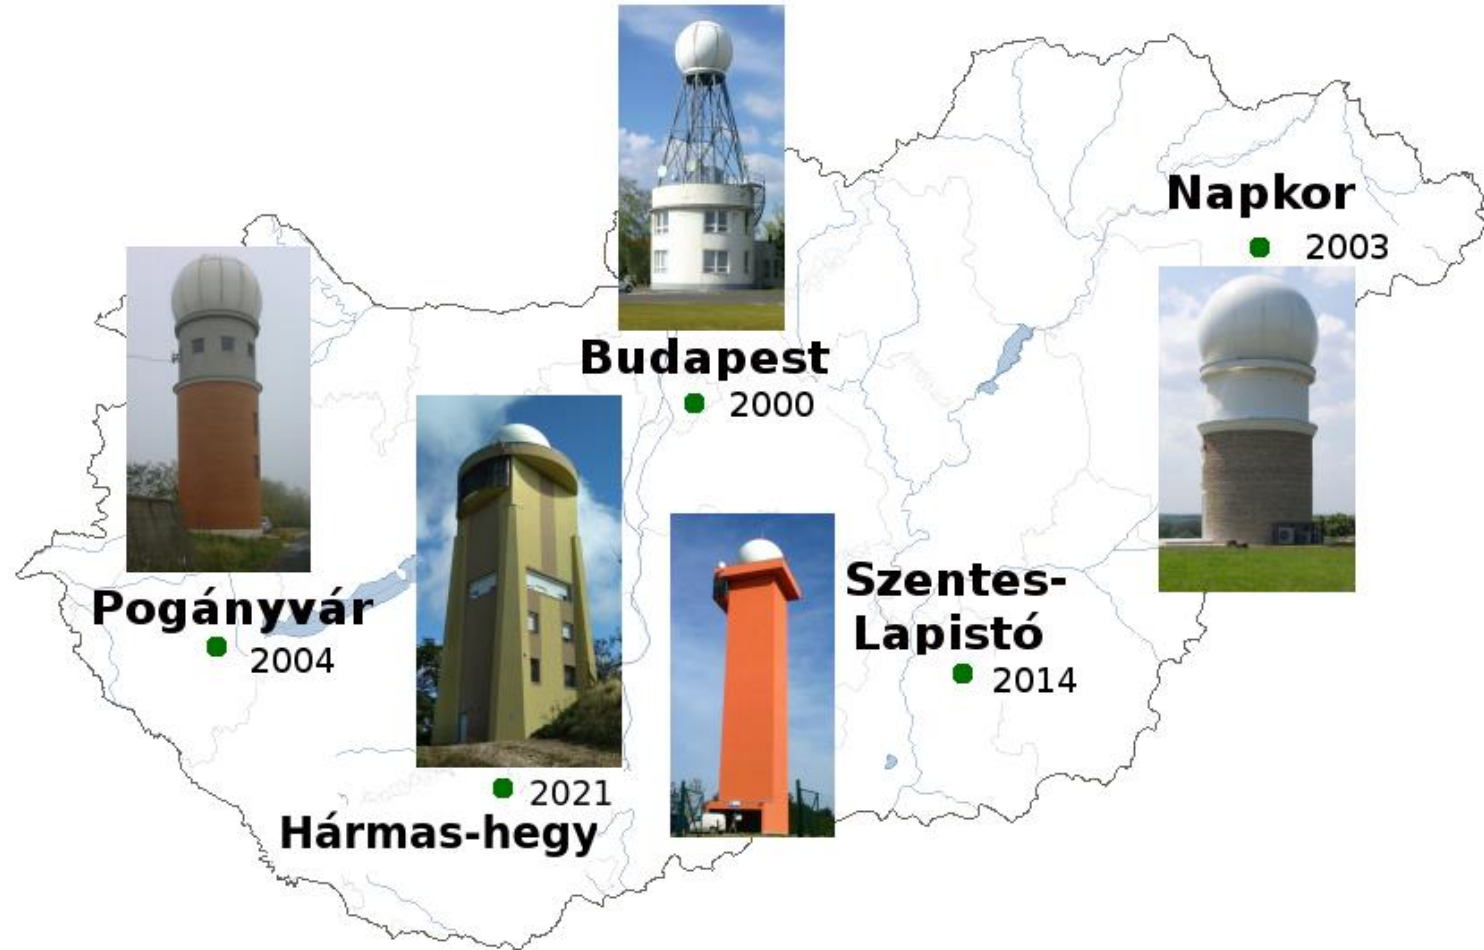 Napkor
2003
Budapest
2000
Szentes-
Lapistó
2014
Pogányvár
2004
2021
Hármas-hegy